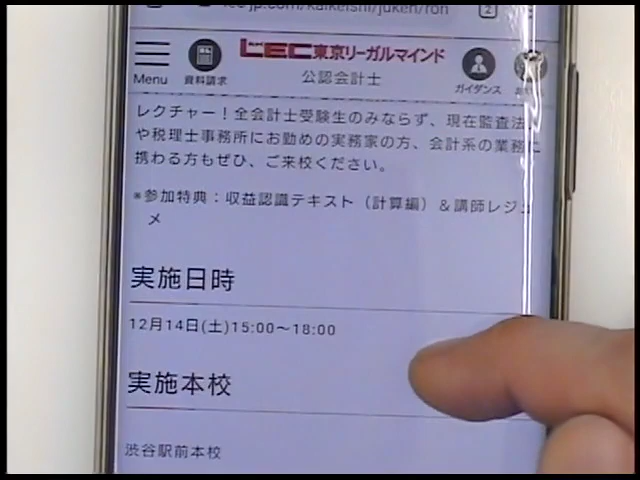 lec-jp.com/kaikeishi/juken/roh
2
Menu
資料請求
LEC東京リーガルマインド
公認会計士
ガイダンス
レクチャー！全会計士受験生のみならず、現在監査法
や税理士事務所にお勤めの実務家の方、会計系の業務に
携わる方もぜひ、ご来校ください。
※参加特典：収益認識テキスト（計算編）＆講師レジュ
メ
実施日時
12月14日(土)15:00～18:00
実施本校
渋谷駅前本校